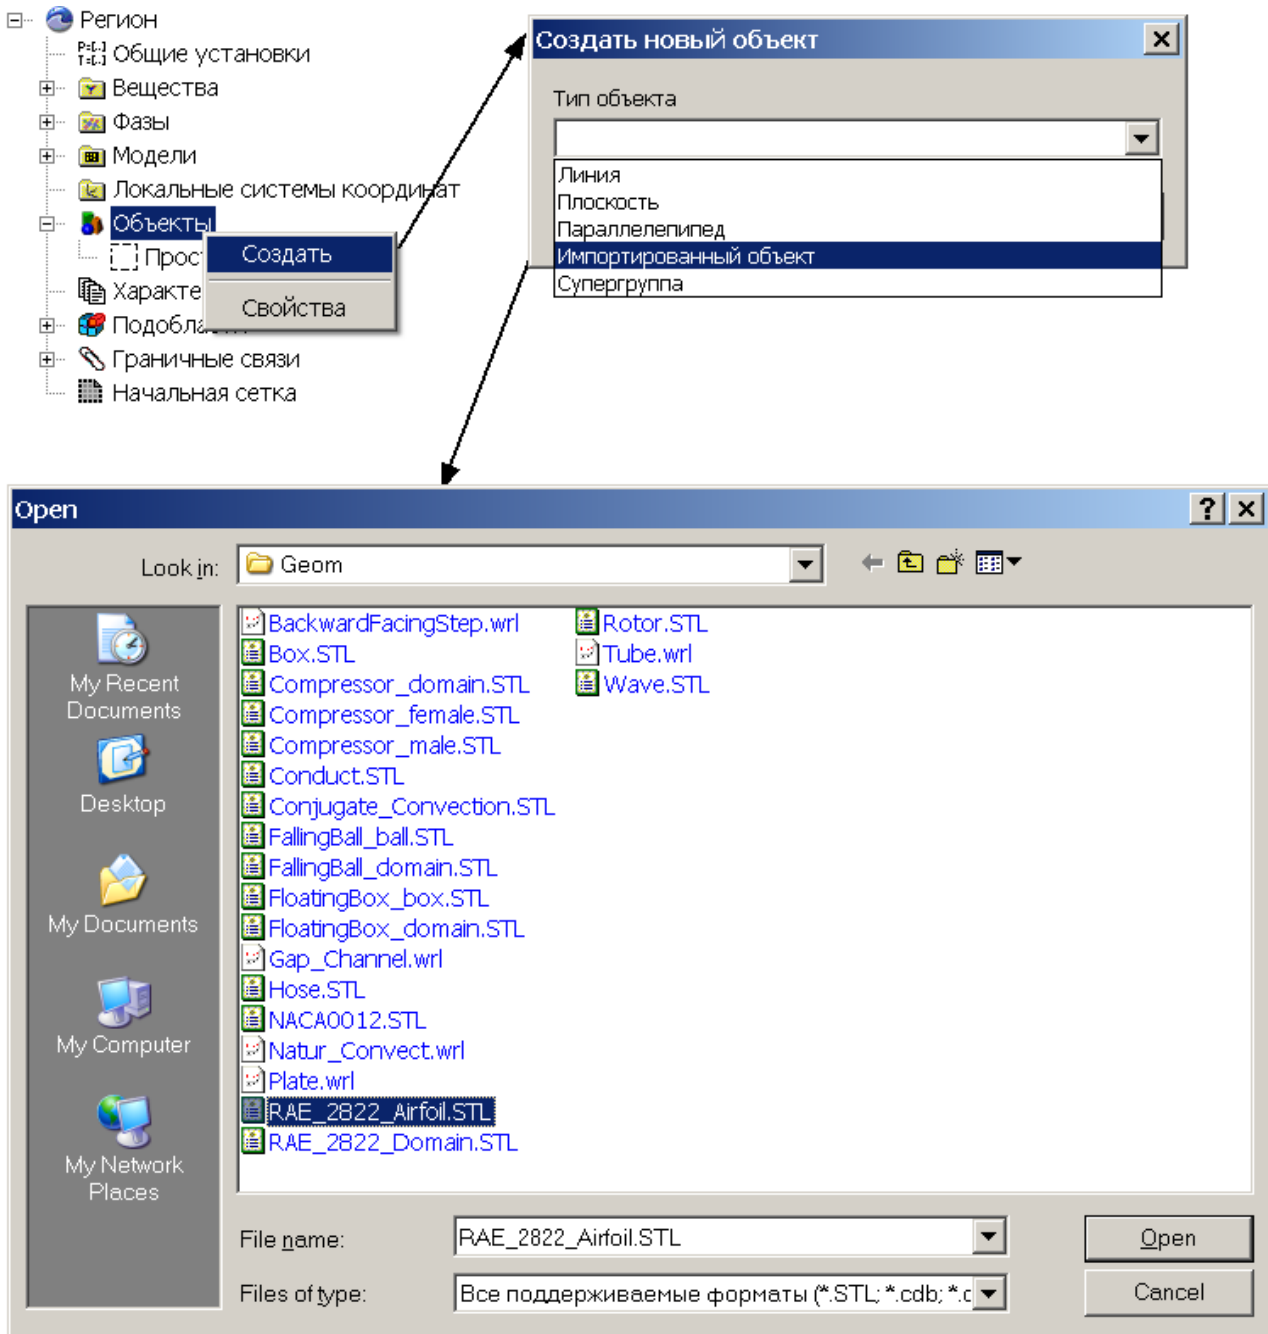 Регион
Общие установки
Вещества
Фазы
Модели
Локальные системы координат
Объекты
Создать
Свойства
Граничные связи
Начальная сетка
Создать новый объект
Тип объекта
Линия
Плоскость
Параллелепипед
Импортированный объект
Супергруппа
Open
Look in:
Geom
My Recent
Documents
Desktop
My Documents
My Computer
My Network
Places
BackwardFacingStep.wrl
Box.STL
Compressor_domain.STL
Compressor_female.STL
Compressor_male.STL
Conduct.STL
Conjugate_Convection.STL
FallingBall_ball.STL
FallingBall_domain.STL
FloatingBox_box.STL
FloatingBox_domain.STL
Gap_Channel.wrl
Hose.STL
NACA0012.STL
Natur_Convect.wrl
Plate.wrl
RAE_2822_Airfoil.STL
RAE_2822_Domain.STL
Rotor.STL
Tube.wrl
Wave.STL
File name:
RAE_2822_Airfoil.STL
Open
Files of type:
Все поддерживаемые форматы (*.STL; *.cdb; *.c
Cancel